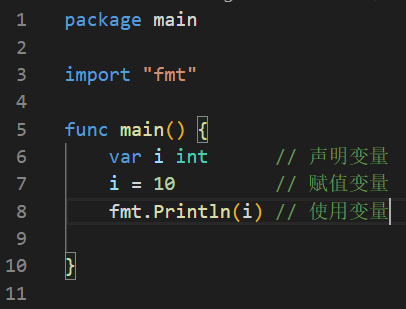 1 package main
2
3 import "fmt"
4
5 func main() {
6     var i int      // 声明变量
7     i = 10         // 赋值变量
8     fmt.Println(i) // 使用变量
9
10 }
11